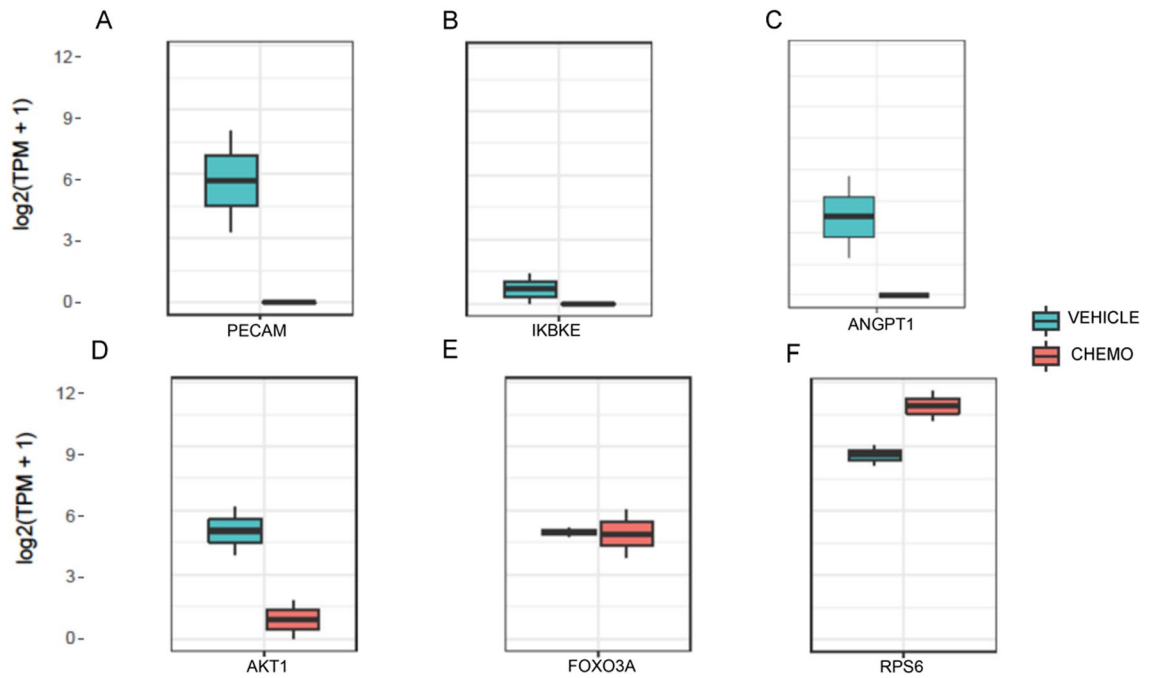 A
B
C
log2(TPM + 1)
12-
9-
6-
3-
0-
PECAM
IKBKE
ANGPT1
VEHICLE
CHEMO
D
E
F
log2(TPM + 1)
12-
9-
6-
3-
0-
AKT1
FOXO3A
RPS6